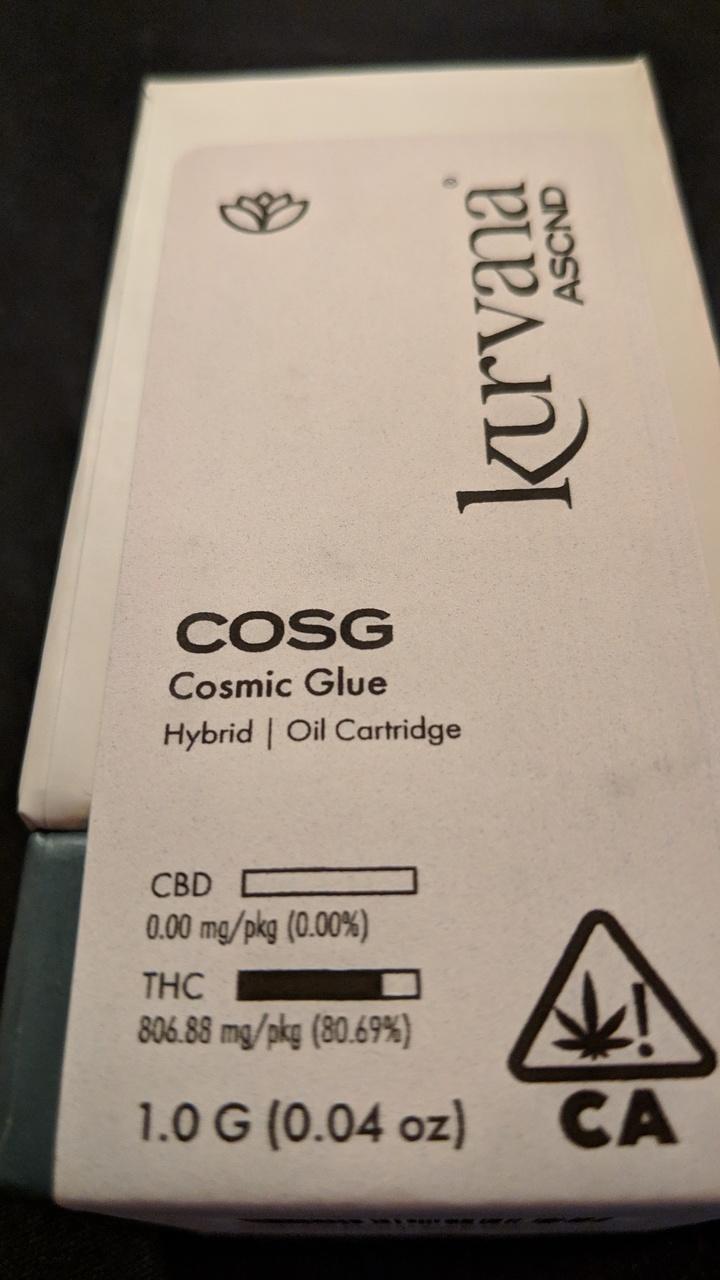 kurvana®
ASCND
COSG
Cosmic Glue
Hybrid | Oil Cartridge
CBD
0.00 mg/pkg (0.00%)
THC
806.88 mg/pkg (80.69%)
1.0 G (0.04 oz)
!
CA